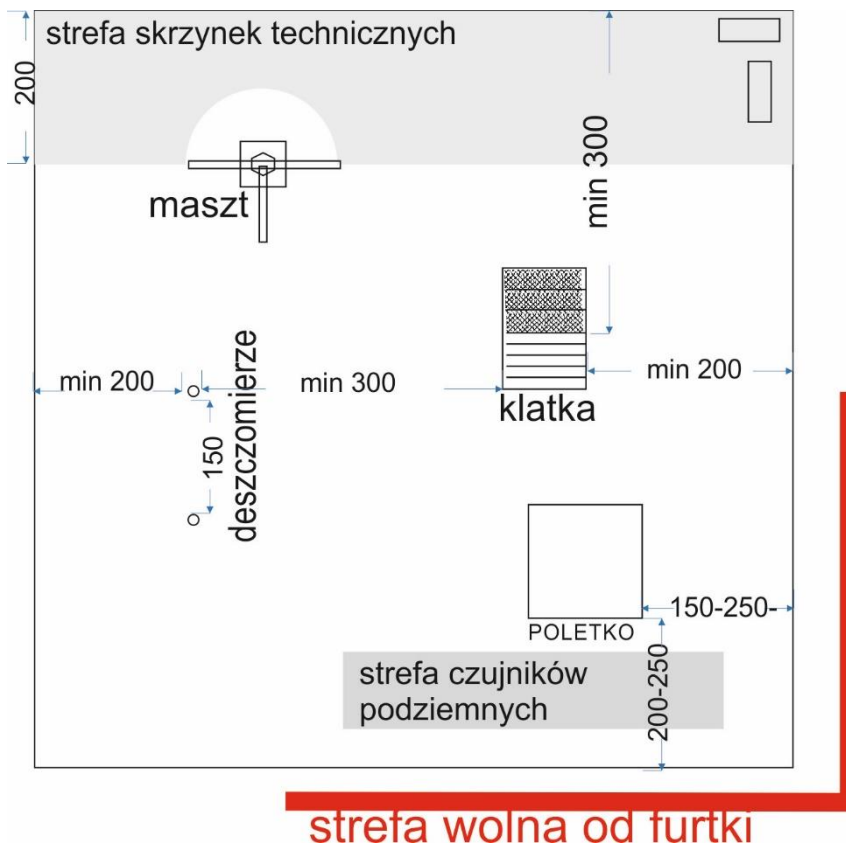 strefa skrzynek technicznych
200
min 300
maszt
min 200
deszczomierze
min 300
min 200
klatka
150
150-250-
POLETKO
200-250
strefa czujników
podziemnych
strefa wolna od furtki